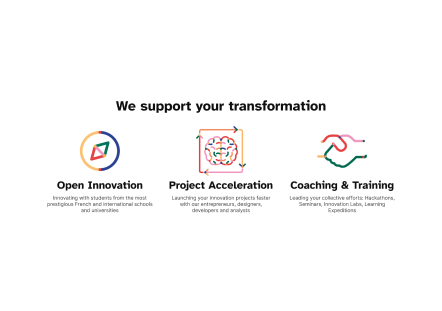 We support your transformation
Open Innovation
Innovating with students from the most
prestigious French and international schools
and universities
Project Acceleration
Launching your innovation projects faster
with our entrepreneurs, designers,
developers and analysts
Coaching & Training
Leading your collective efforts: Hackathons,
Seminars, Innovation Labs, Learning
Expeditions